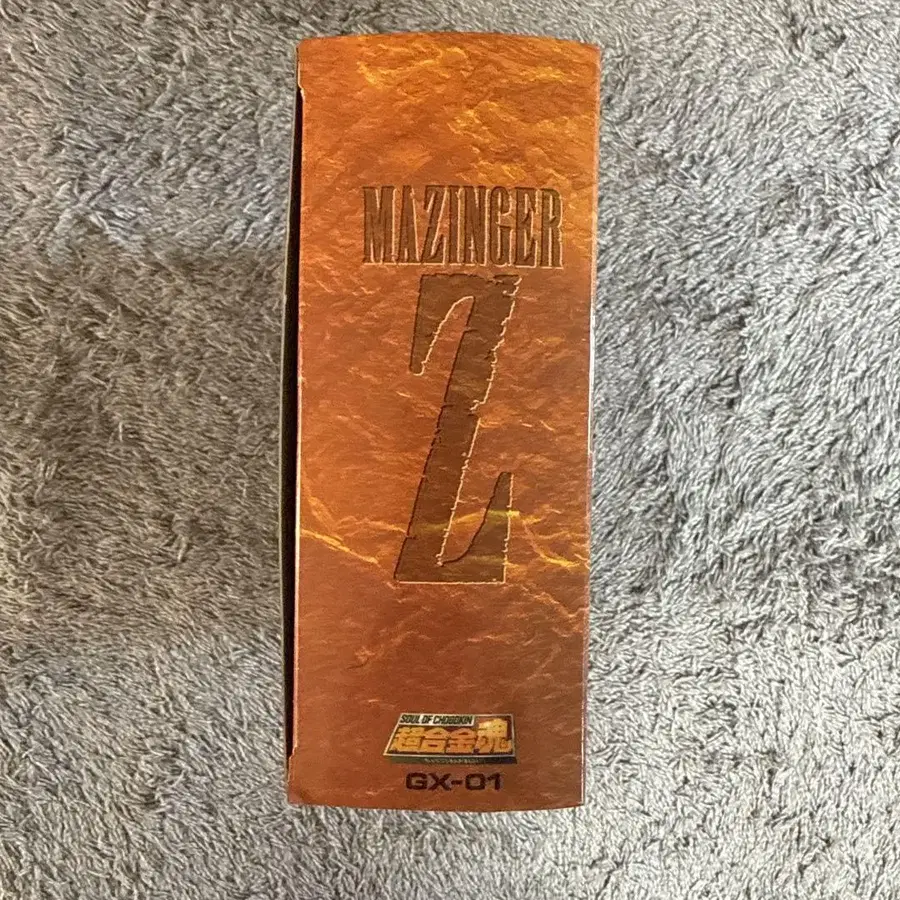 MAZINGER
Z
SOUL OF CHOGOKIN
超合金魂
GX-01